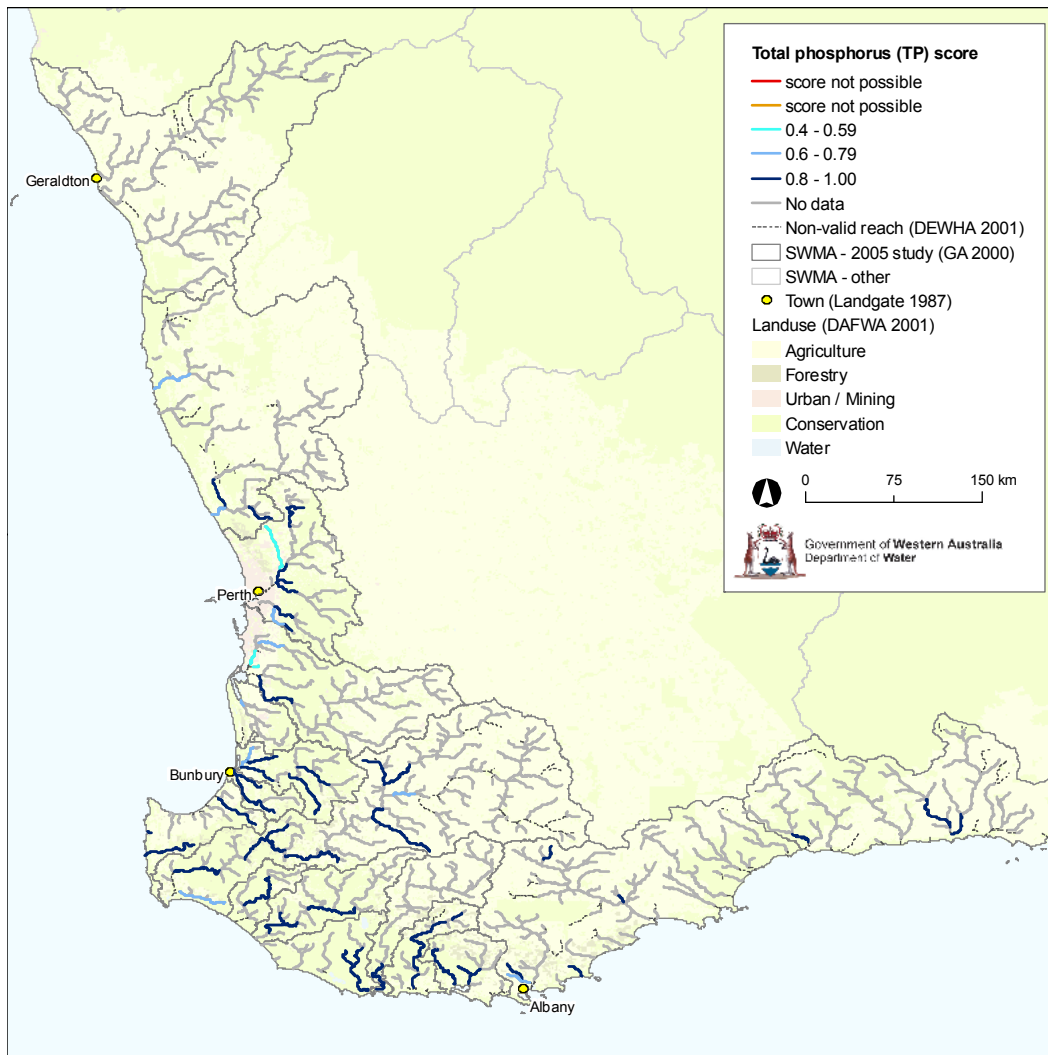 Total phosphorus (TP) score
score not possible
score not possible
0.4 - 0.59
0.6 - 0.79
0.8 - 1.00
No data
Non-valid reach (DEWHA 2001)
SWMA - 2005 study (GA 2000)
SWMA - other
Town (Landgate 1987)
Landuse (DAFWA 2001)
Agriculture
Forestry
Urban / Mining
Conservation
Water
0 75 150 km
Government of Western Australia
Department of Water
Geraldton
Perth
Bunbury
Albany